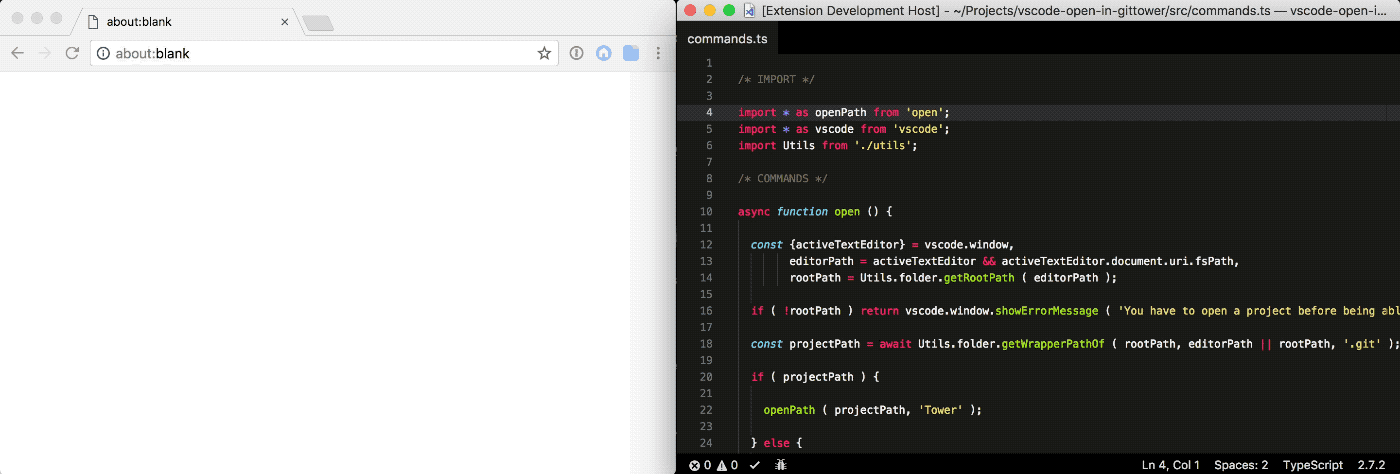 about:blank
about:blank
[Extension Development Host] - ~/Projects/vscode-open-in-gittower/src/commands.ts — vscode-open-i...
commands.ts
1
2 /* IMPORT */
3
4 import * as openPath from 'open';
5 import * as vscode from 'vscode';
6 import Utils from './utils';
7
8 /* COMMANDS */
9
10 async function open () {
11
12 const {activeTextEditor} = vscode.window,
13 editorPath = activeTextEditor && activeTextEditor.document.uri.fsPath,
14 rootPath = Utils.folder.getRootPath ( editorPath );
15
16 if ( !rootPath ) return vscode.window.showErrorMessage ( 'You have to open a project before being abl
17
18 const projectPath = await Utils.folder.getWrapperPathOf ( rootPath, editorPath || rootPath, '.git' );
19
20 if ( projectPath ) {
21
22 openPath ( projectPath, 'Tower' );
23
24 } else {
0 0 Ln 4, Col 1 Spaces: 2 TypeScript 2.7.2